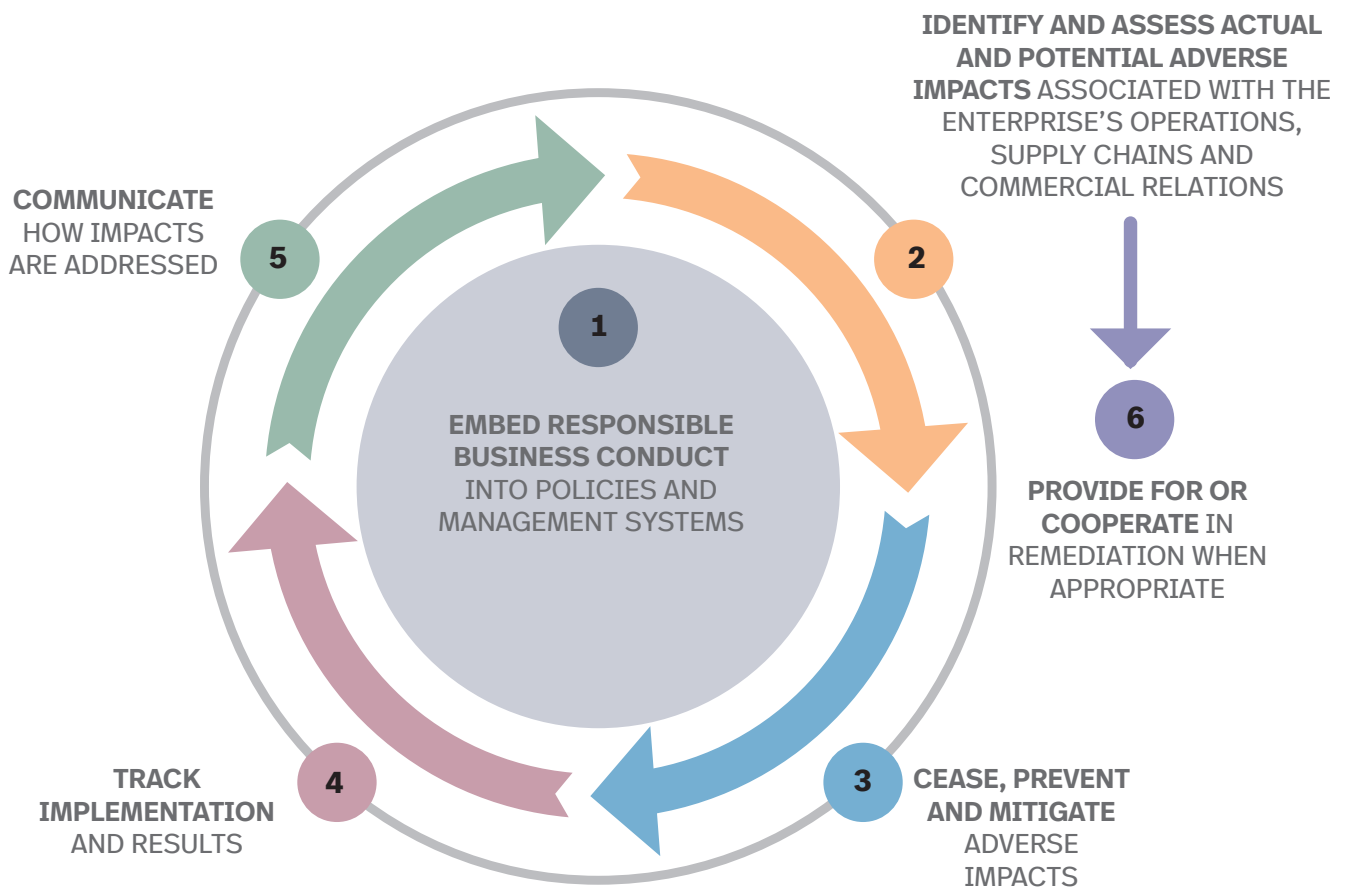 1
EMBED RESPONSIBLE
BUSINESS CONDUCT
INTO POLICIES AND
MANAGEMENT SYSTEMS
2
IDENTIFY AND ASSESS ACTUAL
AND POTENTIAL ADVERSE
IMPACTS ASSOCIATED WITH THE
ENTERPRISE’S OPERATIONS,
SUPPLY CHAINS AND
COMMERCIAL RELATIONS
3
CEASE, PREVENT
AND MITIGATE
ADVERSE
IMPACTS
4
TRACK
IMPLEMENTATION
AND RESULTS
5
COMMUNICATE
HOW IMPACTS
ARE ADDRESSED
6
PROVIDE FOR OR
COOPERATE IN
REMEDIATION WHEN
APPROPRIATE